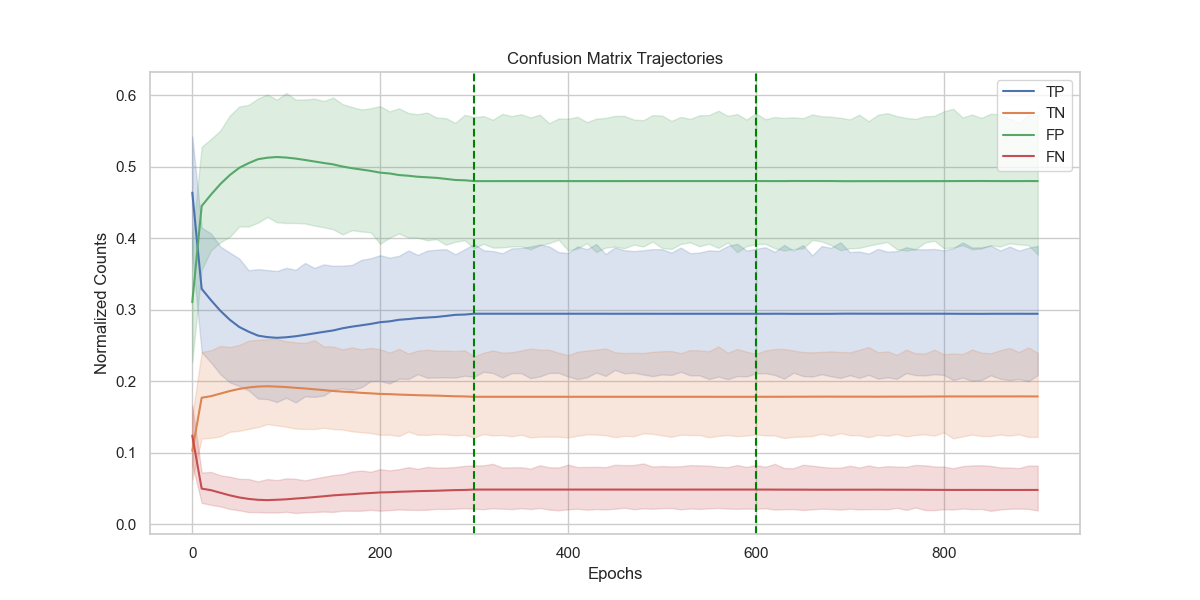 Confusion Matrix Trajectories
TP
TN
FP
FN
0.6
0.5
0.4
0.3
0.2
0.1
0.0
Normalized Counts
0
200
400
600
800
Epochs